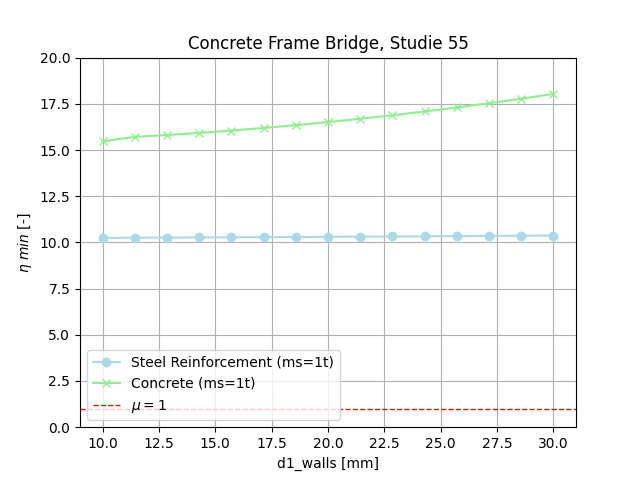 Concrete Frame Bridge, Studie 55
20.0
17.5
15.0
12.5
10.0
7.5
5.0
2.5
0.0
η min [-]
Steel Reinforcement (ms=1t)
Concrete (ms=1t)
μ = 1
10.0 12.5 15.0 17.5 20.0 22.5 25.0 27.5 30.0
d1_walls [mm]